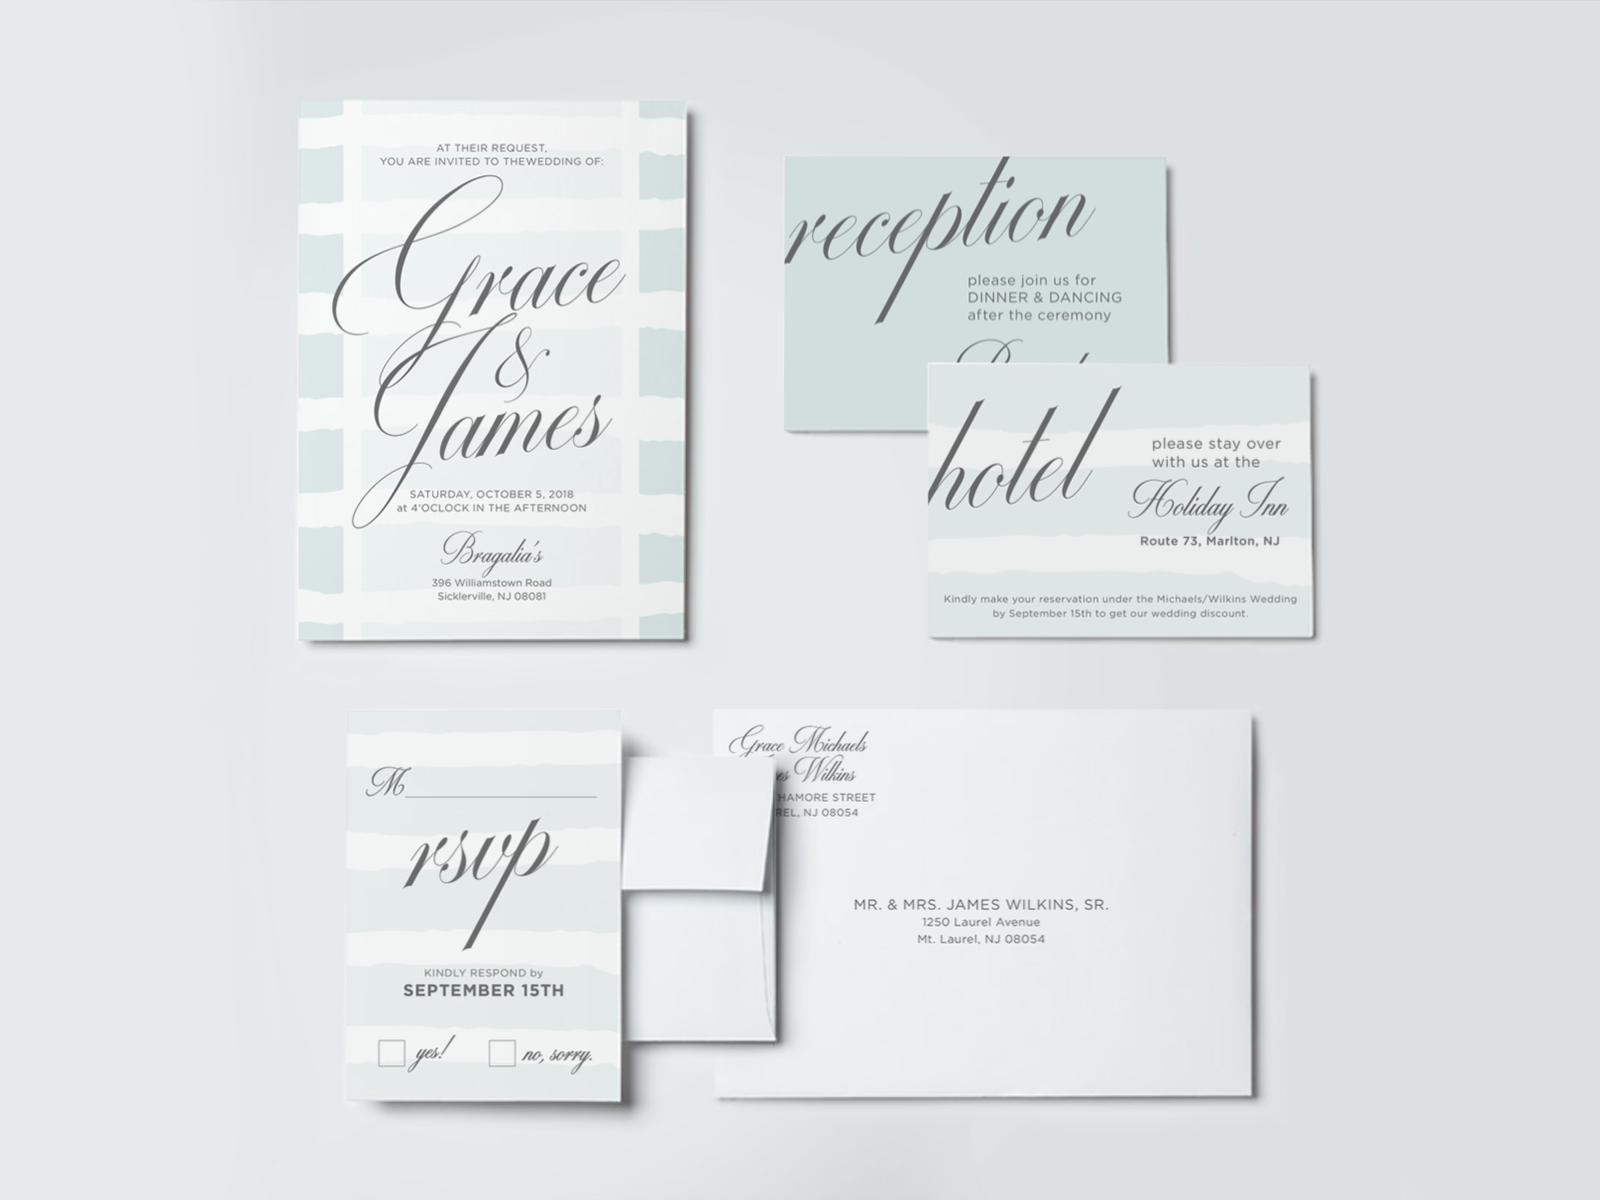 AT THEIR REQUEST,
YOU ARE INVITED TO THEWEDDING OF:
Grace
&
James
SATURDAY, OCTOBER 5, 2018
at 4'OCLOCK IN THE AFTERNOON
Bragalia's
396 Williamstown Road
Sicklerville, NJ 08081
reception
please join us for
DINNER & DANCING
after the ceremony
hotel
please stay over
with us at the
Holiday Inn
Route 73, Marlton, NJ
Kindly make your reservation under the Michaels/Wilkins Wedding
by September 15th to get our wedding discount.
M
rsvp
KINDLY RESPOND by
SEPTEMBER 15TH
yes!
no, sorry.
Grace Michaels
Wilkins
STREET
NJ 08054
MR. & MRS. JAMES WILKINS, SR.
1250 Laurel Avenue
Mt. Laurel, NJ 08054